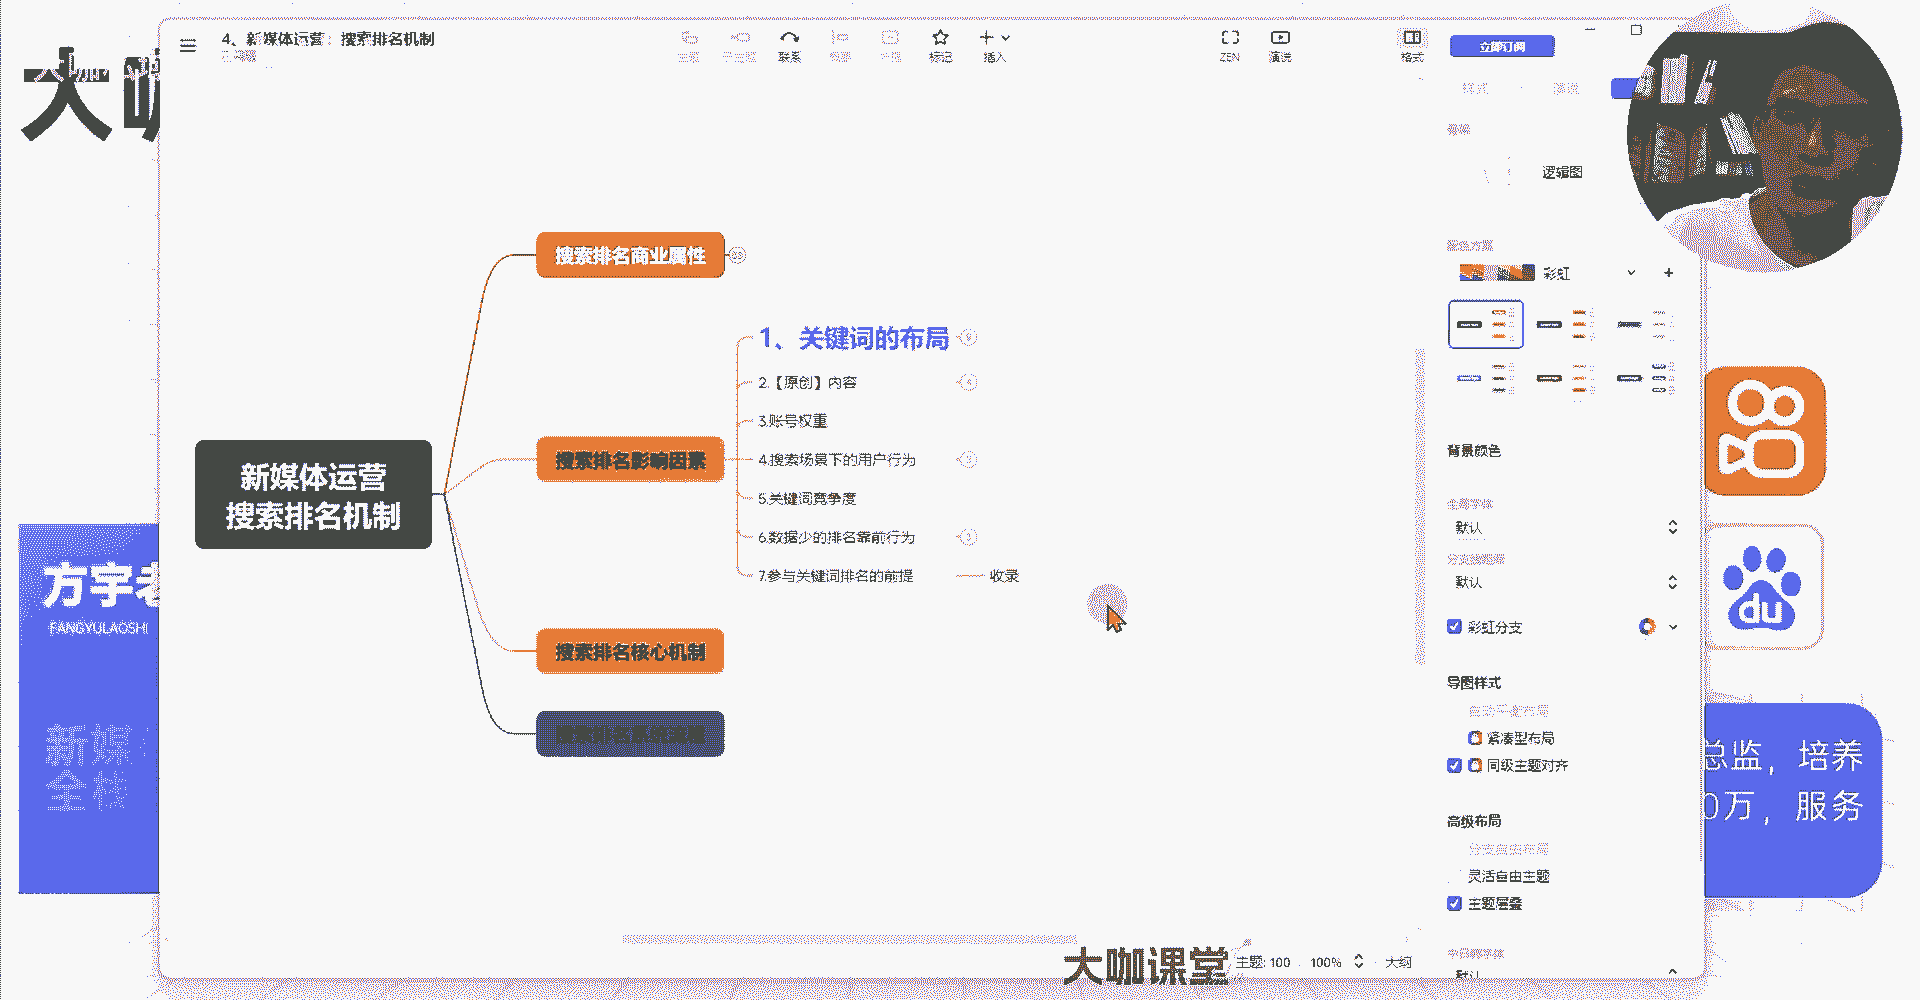 4、新媒体运营：搜索排名机制
联系
标记
插入
ZEN
演说
格式
立即订阅
大咖
逻辑图
彩虹
搜索排名商业属性
1、关键词的布局
2.【原创】内容
3.账号权重
4.搜索场景下的用户行为
5.关键词竞争度
6.数据少的排名靠前行为
7.参与关键词排名的前提
收录
新媒体运营
搜索排名机制
搜索排名影响因素
搜索排名核心机制
背景颜色
默认
默认
彩虹分支
导图样式
紧凑型布局
同级主题对齐
高级布局
灵活自由主题
主题层叠
默认
方宇老
FANGYULAOSHI
新媒
全栈
du
总监，培养
0万，服务
大咖课堂
主题: 100
100%
大纲